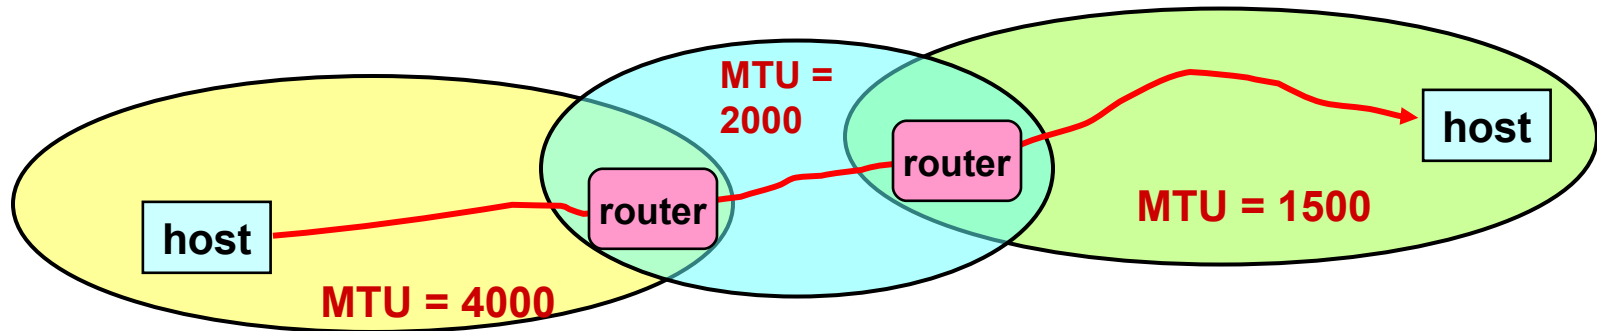 host
MTU = 4000
router
MTU =
2000
router
MTU = 1500
host